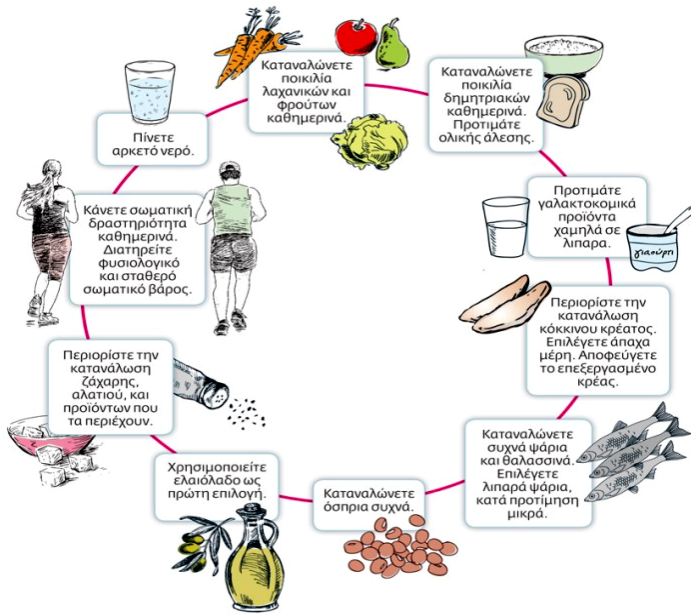 Καταναλώνετε
ποικιλία
λαχανικών και
φρούτων
καθημερινά.
Καταναλώνετε
ποικιλία
δημητριακών
καθημερινά.
Προτιμάτε
ολικής άλεσης.
Προτιμάτε
γαλακτοκομικά
προϊόντα
χαμηλά σε
λιπαρα.
γιαούρτι
Περιορίστε την
κατανάλωση
κόκκινου κρέατος.
Επιλέγετε άπαχα
μέρη. Αποφεύγετε
το επεξεργασμένο
κρέας.
Καταναλώνετε
συχνά ψάρια
και θαλασσινά.
Επιλέγετε
λιπαρά ψάρια,
κατά προτίμηση
μικρά.
Καταναλώνετε
όσπρια συχνά.
Χρησιμοποιείτε
ελαιόλαδο ως
πρώτη επιλογή.
Περιορίστε την
κατανάλωση
ζάχαρης,
αλατιού, και
προϊόντων που
τα περιέχουν.
Κάνετε σωματική
δραστηριότητα
καθημερινά.
Διατηρείτε
φυσιολογικό
και σταθερό
σωματικό βάρος.
Πίνετε
αρκετό νερό.